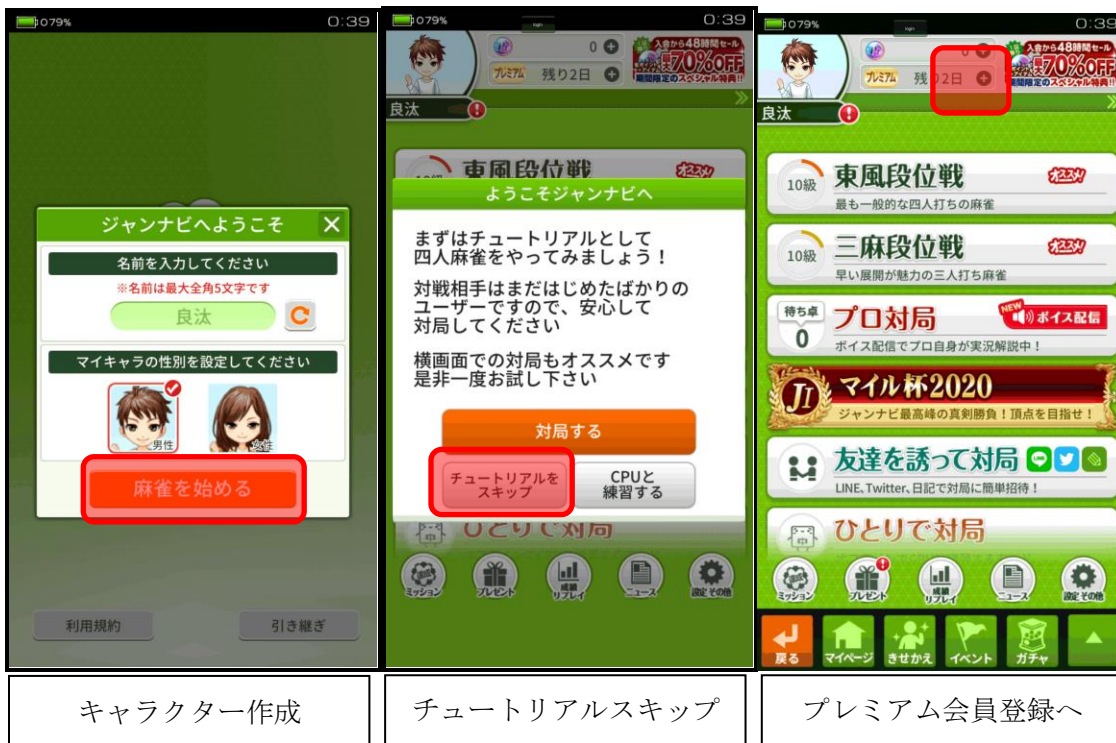 079%
0:39
ジャンナビへようこそ
名前を入力してください
※名前は最大全角5文字です
良汰
マイキャラの性別を設定してください
男性
女性
麻雀を始める
利用規約
引き継ぎ
キャラクター作成
079%
login
0:39
0
プレミアム 残り2日
入会から48時間セール
最大70%OFF
期間限定のスペシャル特典!!
良汰
東風段位戦
オススメ
ようこそジャンナビへ
まずはチュートリアルとして
四人麻雀をやってみましょう！
対戦相手はまだはじめたばかりの
ユーザーですので、安心して
対局してください
横画面での対局もオススメです
是非一度お試し下さい
対局する
チュートリアルを
スキップ
CPUと
練習する
ひとりで対局
ミッション
プレゼント
成績
リプレイ
ニュース
設定 その他
チュートリアルスキップ
079%
login
0:39
0
プレミアム 残り2日
入会から48時間セール
最大70%OFF
期間限定のスペシャル特典!!
良汰
10級
東風段位戦
オススメ
最も一般的な四人打ちの麻雀
10級
三麻段位戦
オススメ
早い展開が魅力の三人打ち麻雀
待ち卓
0
プロ対局
NEW
ボイス配信
ボイス配信でプロ自身が実況解説中！
JI
マイル杯2020
ジャンナビ最高峰の真剣勝負！頂点を目指せ！
友達を誘って対局
LINE
LINE、Twitter、日記で対局に簡単招待！
ひとりで対局
ミッション
プレゼント
成績
リプレイ
ニュース
設定 その他
戻る
マイページ
きせかえ
イベント
ガチャ
プレミアム会員登録へ